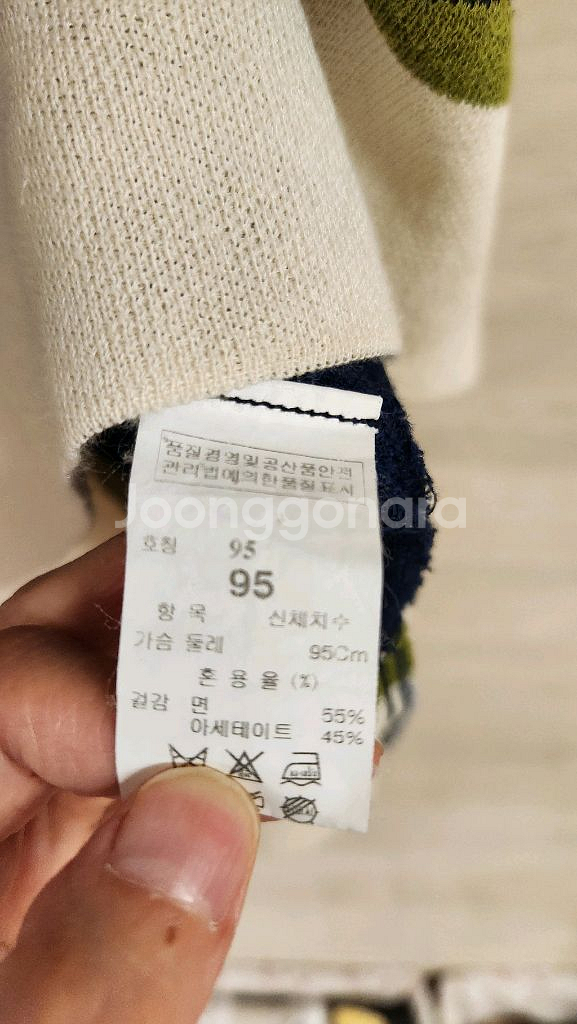 품질경영및공산품안전
관리법에의한품질표시
Joonggonara
호칭 95
95
항 목 신체치수
가슴 둘레 95Cm
혼 용 율 (%)
겉감 면 55%
아세테이트 45%